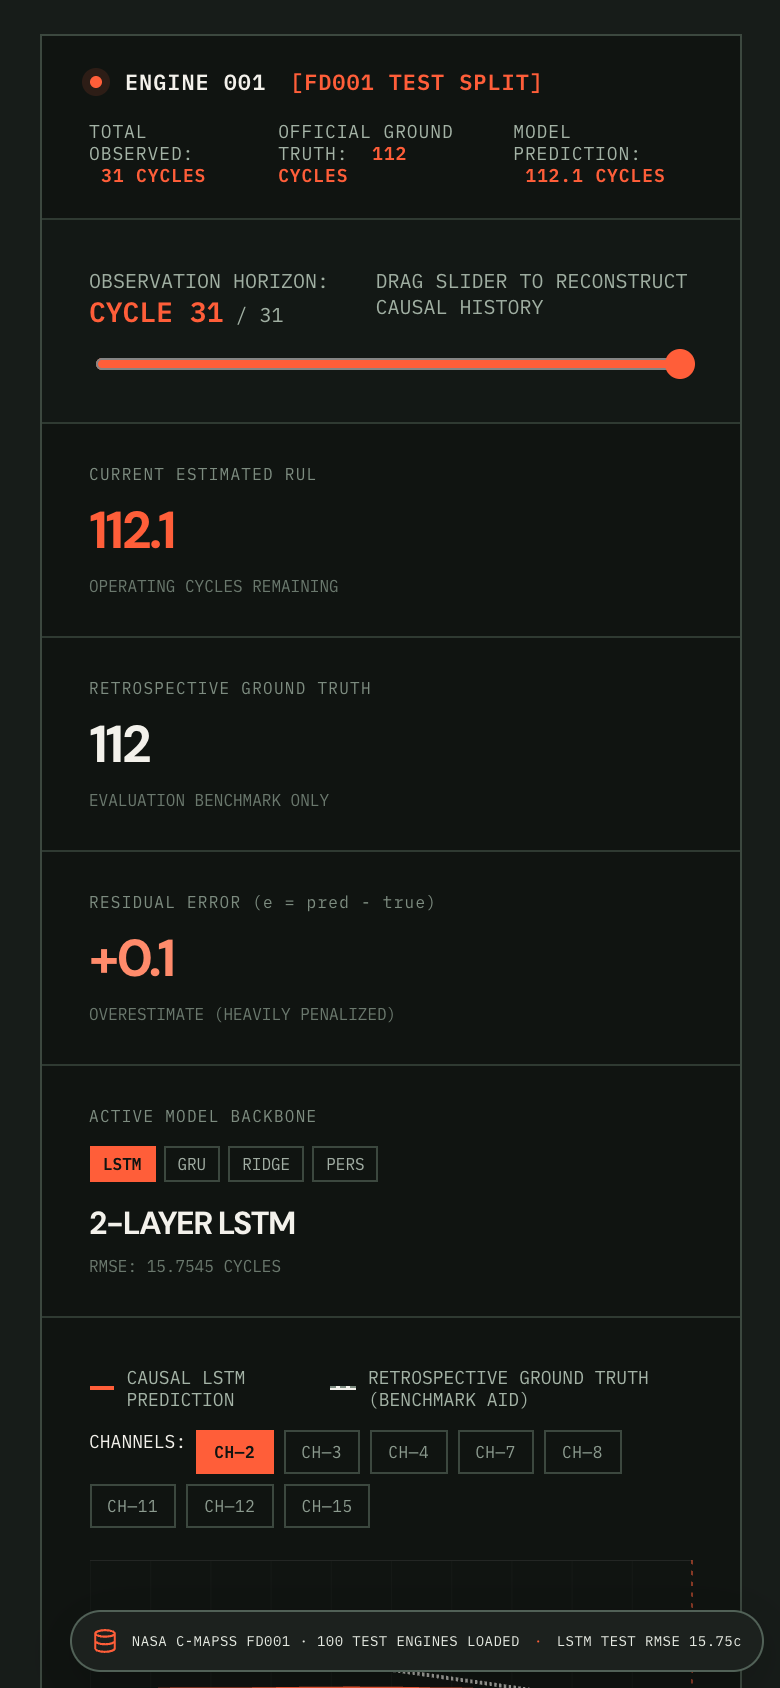 ENGINE 001 [FD001 TEST SPLIT]
TOTAL
OBSERVED:
31 CYCLES
OFFICIAL GROUND
TRUTH: 112
CYCLES
MODEL
PREDICTION:
112.1 CYCLES
OBSERVATION HORIZON:
CYCLE 31 / 31
DRAG SLIDER TO RECONSTRUCT
CAUSAL HISTORY
CURRENT ESTIMATED RUL
112.1
OPERATING CYCLES REMAINING
RETROSPECTIVE GROUND TRUTH
112
EVALUATION BENCHMARK ONLY
RESIDUAL ERROR (e = pred - true)
+0.1
OVERESTIMATE (HEAVILY PENALIZED)
ACTIVE MODEL BACKBONE
LSTM GRU RIDGE PERS
2-LAYER LSTM
RMSE: 15.7545 CYCLES
CAUSAL LSTM
PREDICTION
RETROSPECTIVE GROUND TRUTH
(BENCHMARK AID)
CHANNELS: CH—2 CH—3 CH—4 CH—7 CH—8
CH—11 CH—12 CH—15
NASA C-MAPSS FD001 · 100 TEST ENGINES LOADED · LSTM TEST RMSE 15.75c